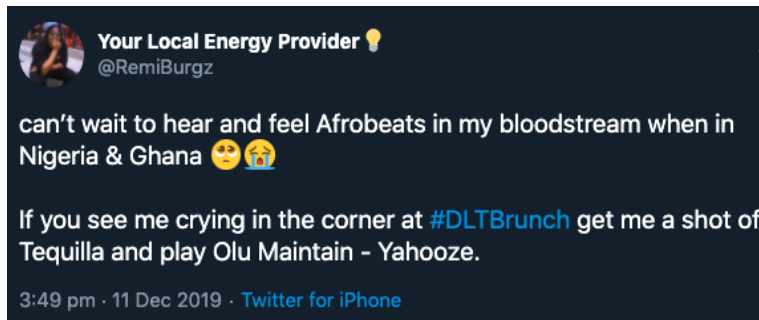 Your Local Energy Provider💡
@RemiBurgz
can't wait to hear and feel Afrobeats in my bloodstream when in
Nigeria & Ghana 🥺😭
If you see me crying in the corner at #DLTBrunch get me a shot of
Tequilla and play Olu Maintain - Yahooze.
3:49 pm · 11 Dec 2019 · Twitter for iPhone